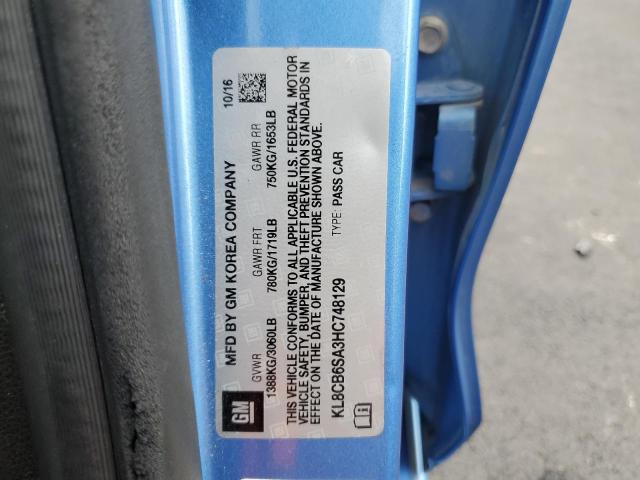 10/16
MFD BY GM KOREA COMPANY
GVWR GAWR FRT GAWR RR
1388KG/3060LB 780KG/1719LB 750KG/1653LB
THIS VEHICLE CONFORMS TO ALL APPLICABLE U.S. FEDERAL MOTOR
VEHICLE SAFETY, BUMPER, AND THEFT PREVENTION STANDARDS IN
EFFECT ON THE DATE OF MANUFACTURE SHOWN ABOVE.
TYPE: PASS CAR
KL8CB6SA3HC748129
GM